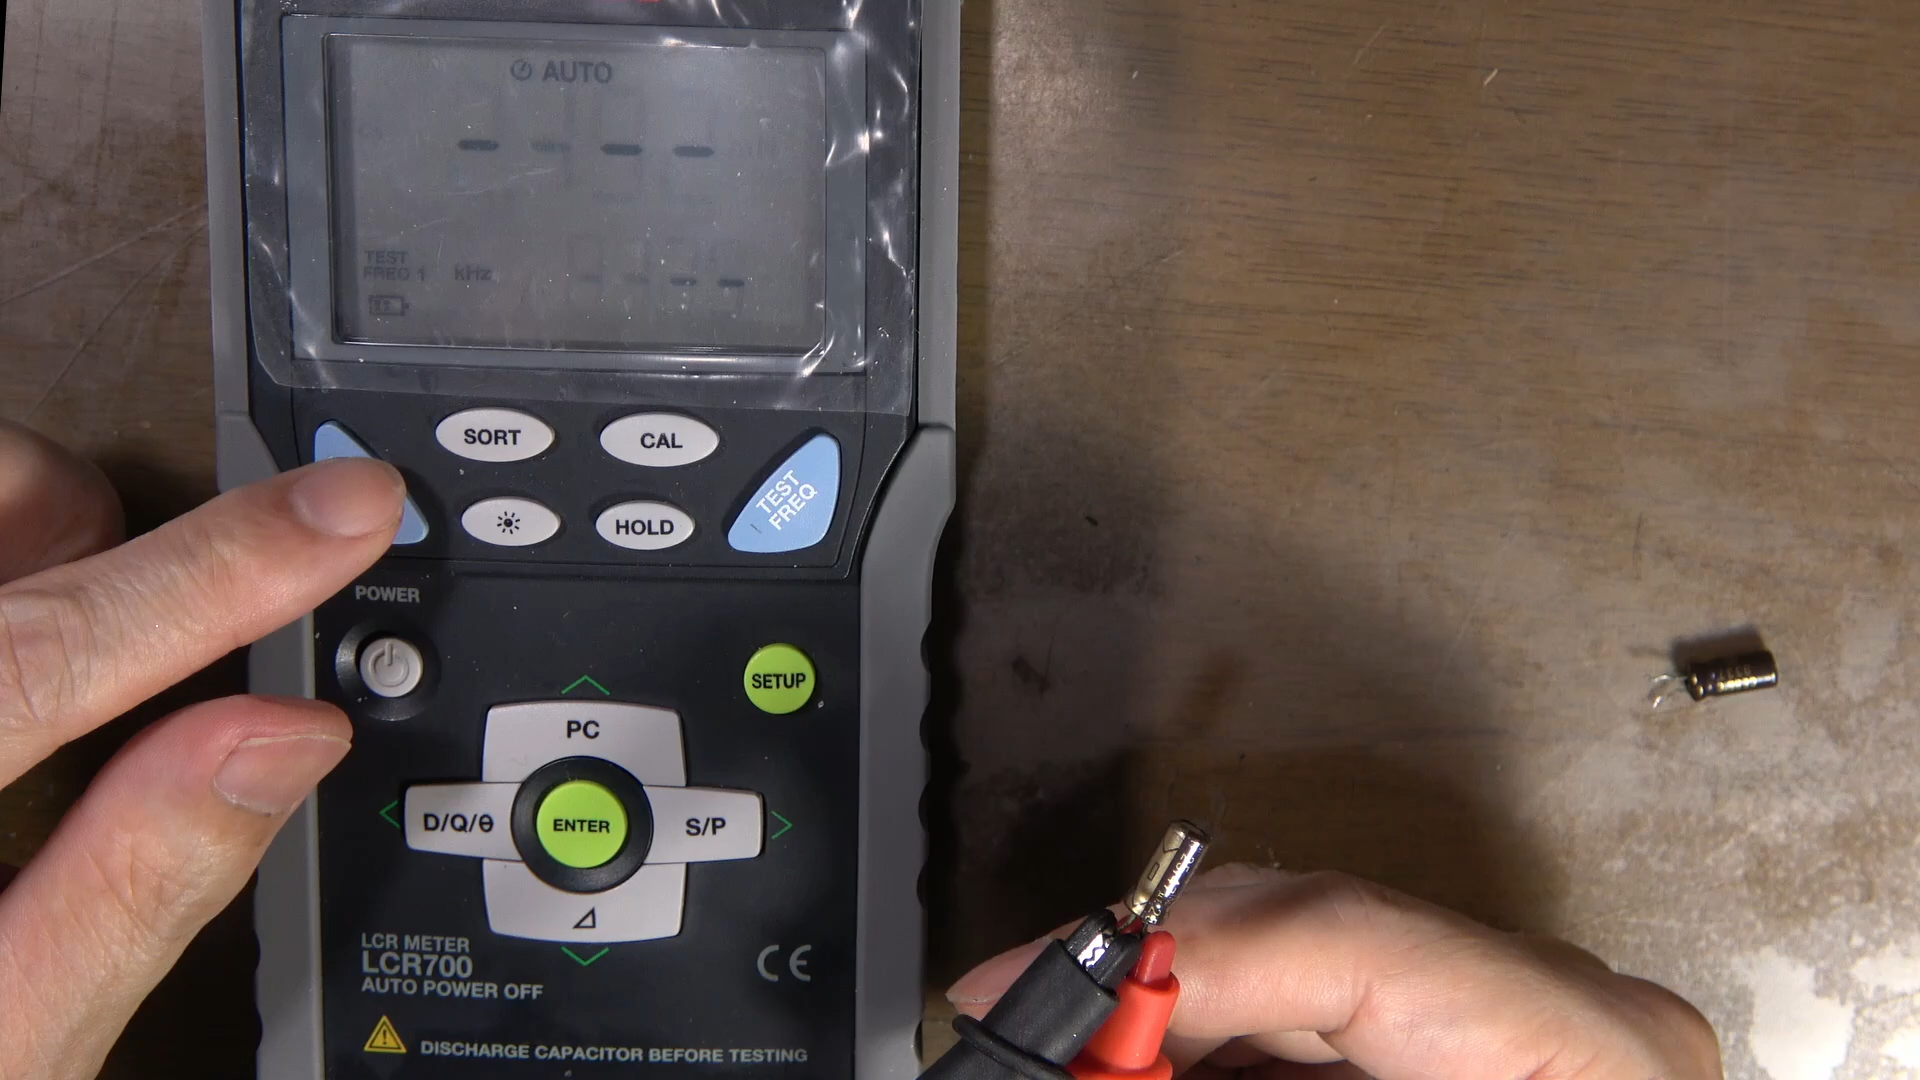 AUTO
- - - -
TEST
FREQ 1 kHz
- - - -
SORT
CAL
TEST
FREQ
HOLD
POWER
SETUP
PC
D/Q/θ
ENTER
S/P
LCR METER
LCR700
AUTO POWER OFF
CE
DISCHARGE CAPACITOR BEFORE TESTING